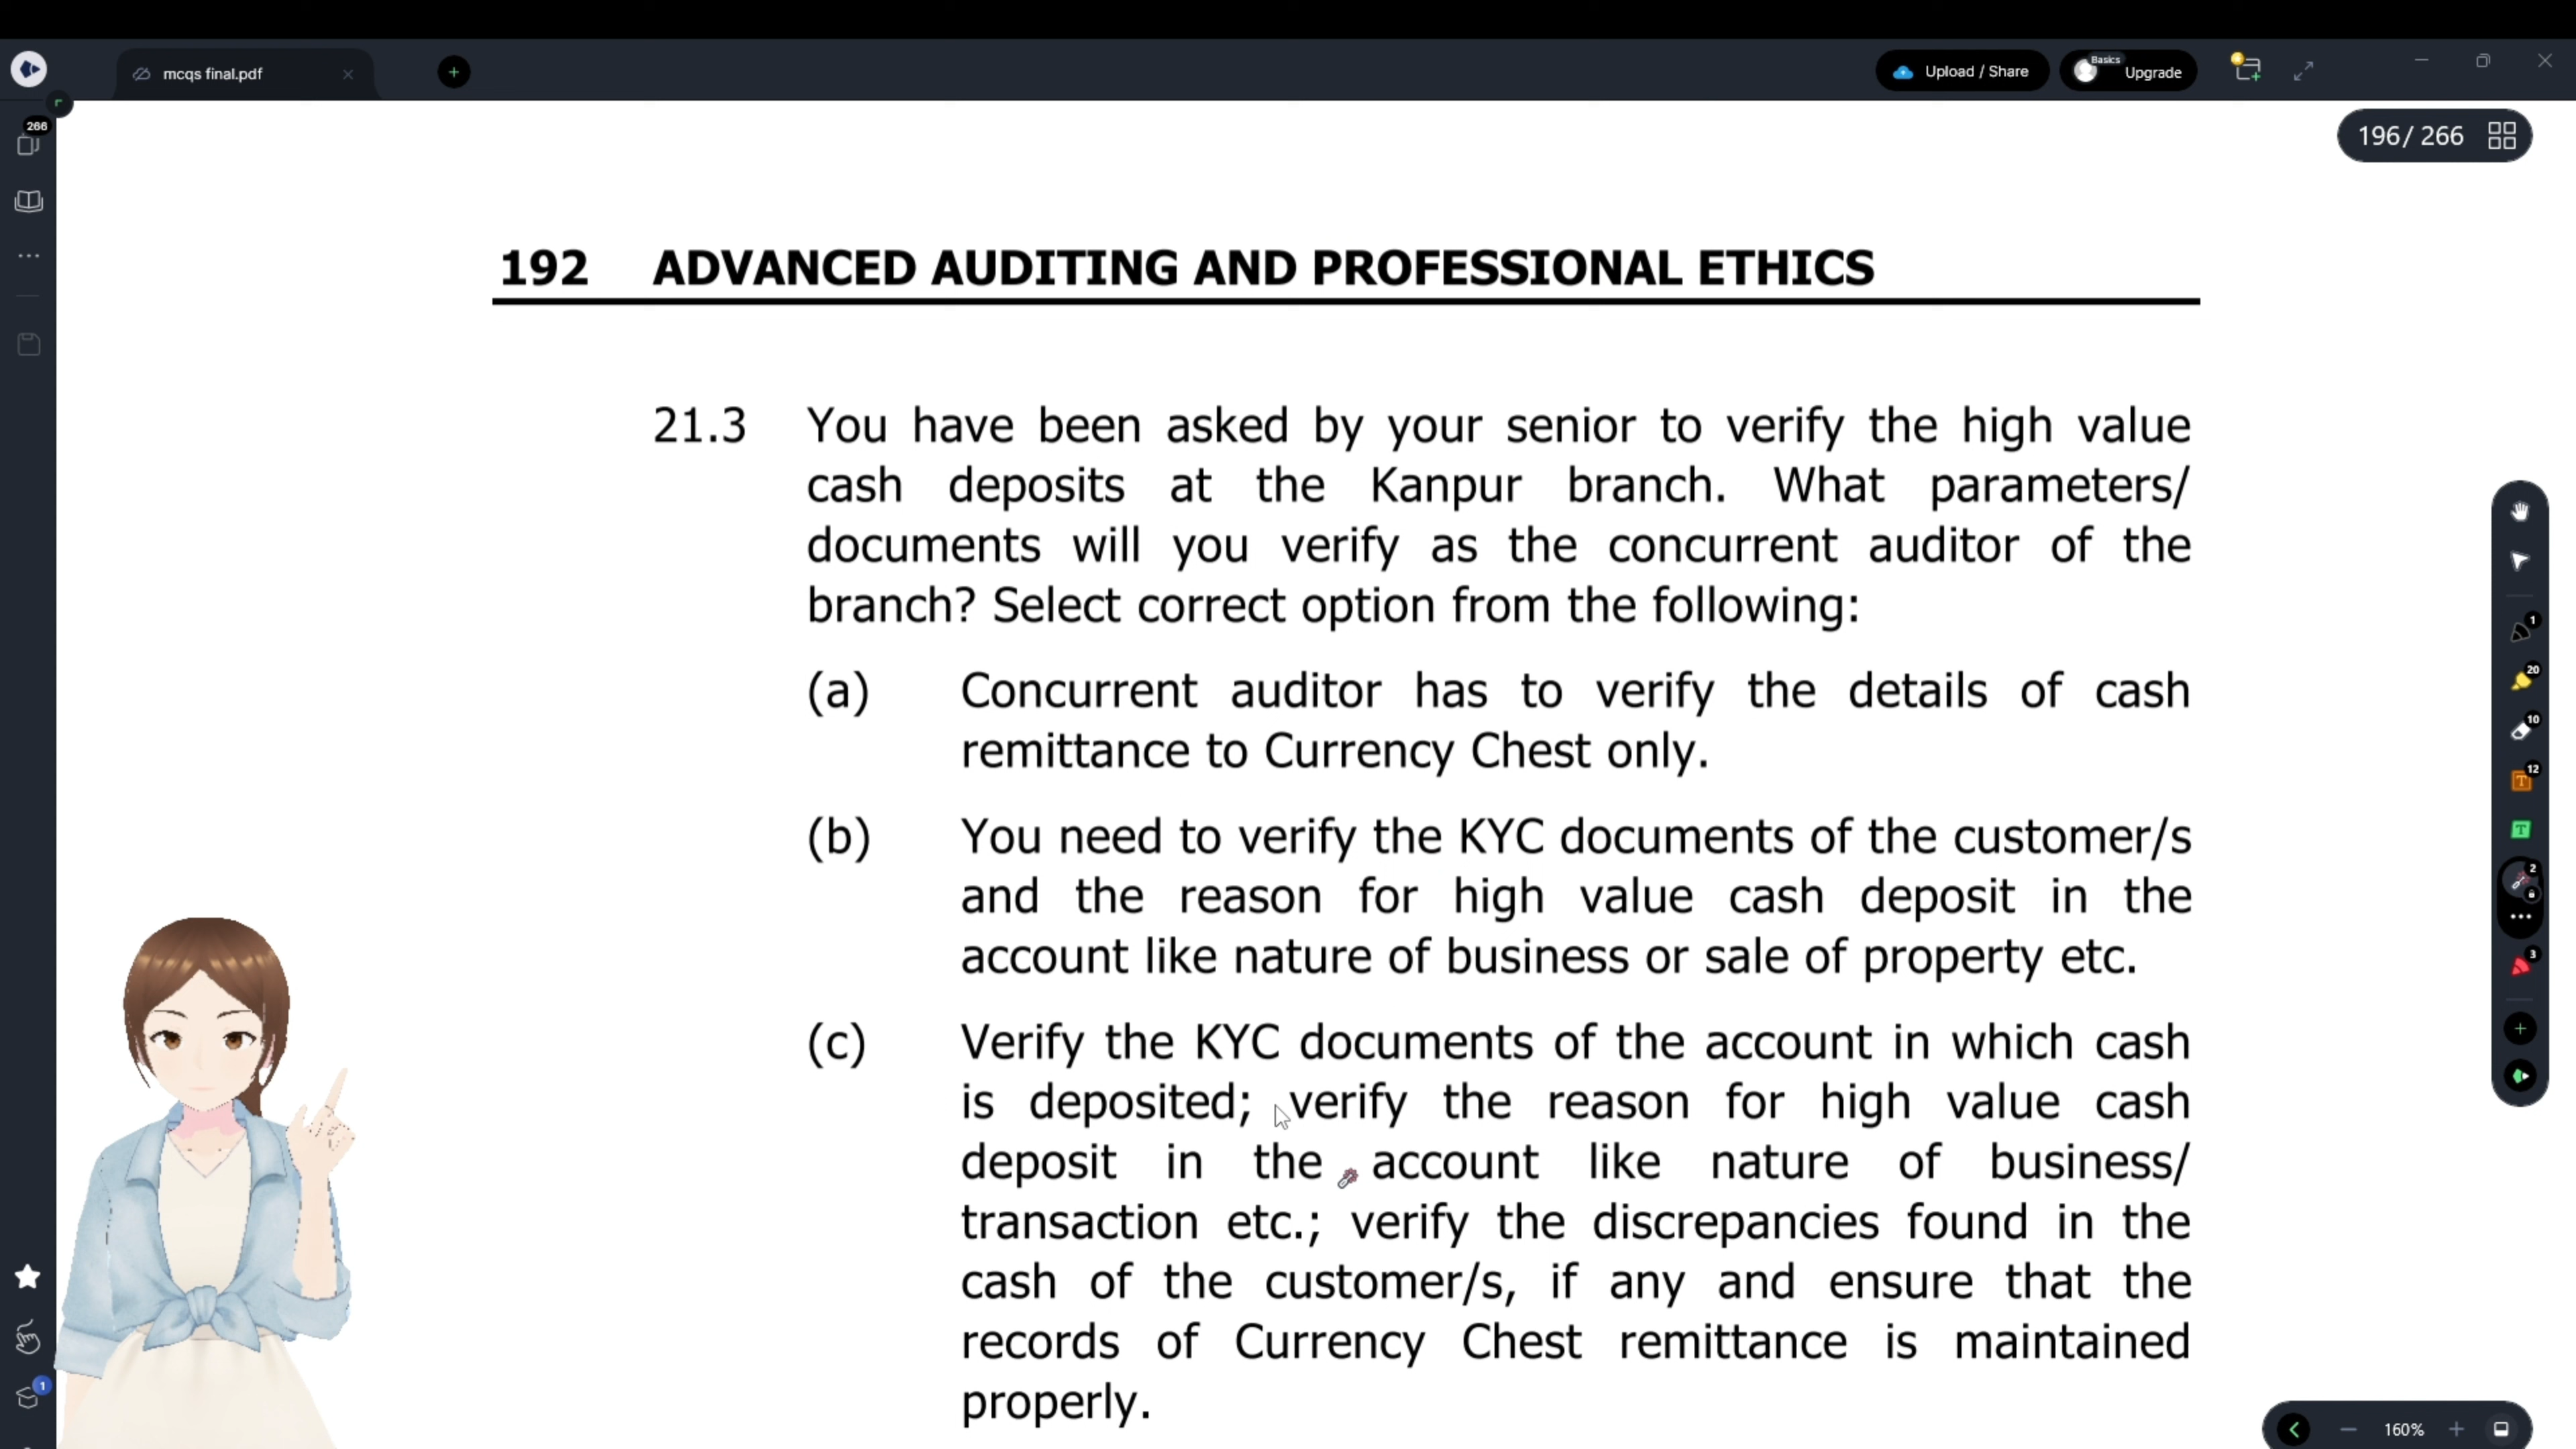 mcqs final.pdf
Upload / Share
Basics
Upgrade
266
196/ 266
192 ADVANCED AUDITING AND PROFESSIONAL ETHICS
21.3 You have been asked by your senior to verify the high value
cash deposits at the Kanpur branch. What parameters/
documents will you verify as the concurrent auditor of the
branch? Select correct option from the following:
(a) Concurrent auditor has to verify the details of cash
remittance to Currency Chest only.
(b) You need to verify the KYC documents of the customer/s
and the reason for high value cash deposit in the
account like nature of business or sale of property etc.
(c) Verify the KYC documents of the account in which cash
is deposited; verify the reason for high value cash
deposit in the account like nature of business/
transaction etc.; verify the discrepancies found in the
cash of the customer/s, if any and ensure that the
records of Currency Chest remittance is maintained
properly.
1
20
10
12
T
T
2
3
1
160%